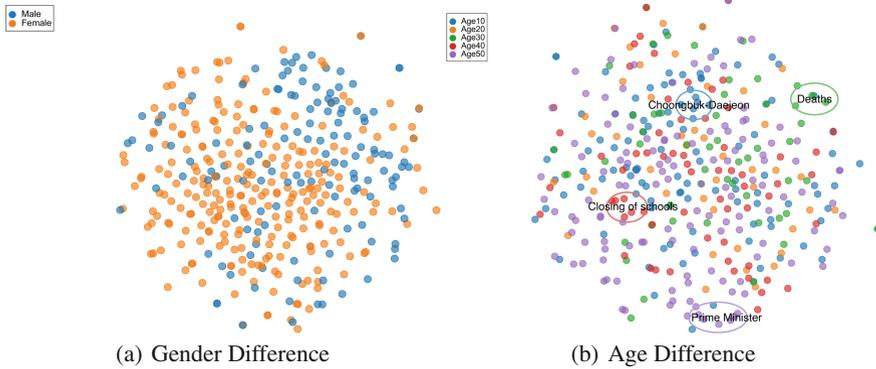 Male
Female
Age10
Age20
Age30
Age40
Age50
Choongbuk-Daejeon
Deaths
Closing of schools
Prime Minister
(a) Gender Difference
(b) Age Difference